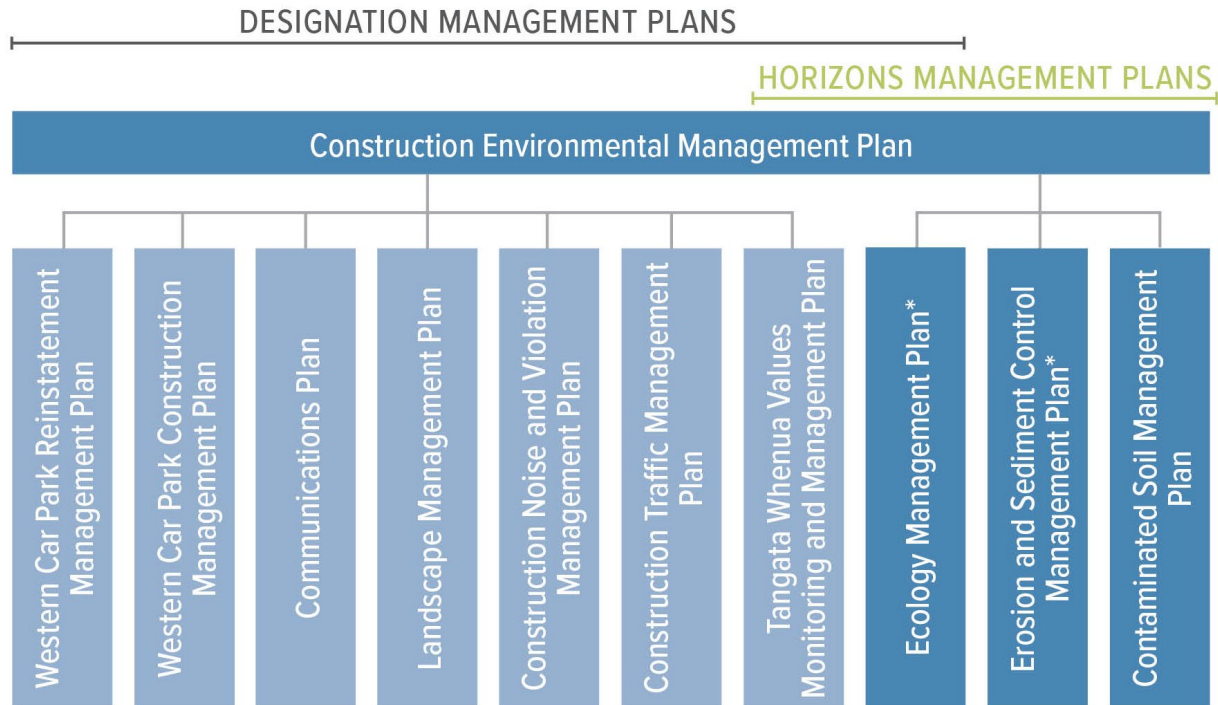 DESIGNATION MANAGEMENT PLANS
HORIZONS MANAGEMENT PLANS
Construction Environmental Management Plan
Western Car Park Reinstatement
Management Plan
Western Car Park Construction
Management Plan
Communications Plan
Landscape Management Plan
Construction Noise and Violation
Management Plan
Construction Traffic Management
Plan
Tangata Whenua Values
Monitoring and Management Plan
Ecology Management Plan*
Erosion and Sediment Control
Management Plan*
Contaminated Soil Management
Plan